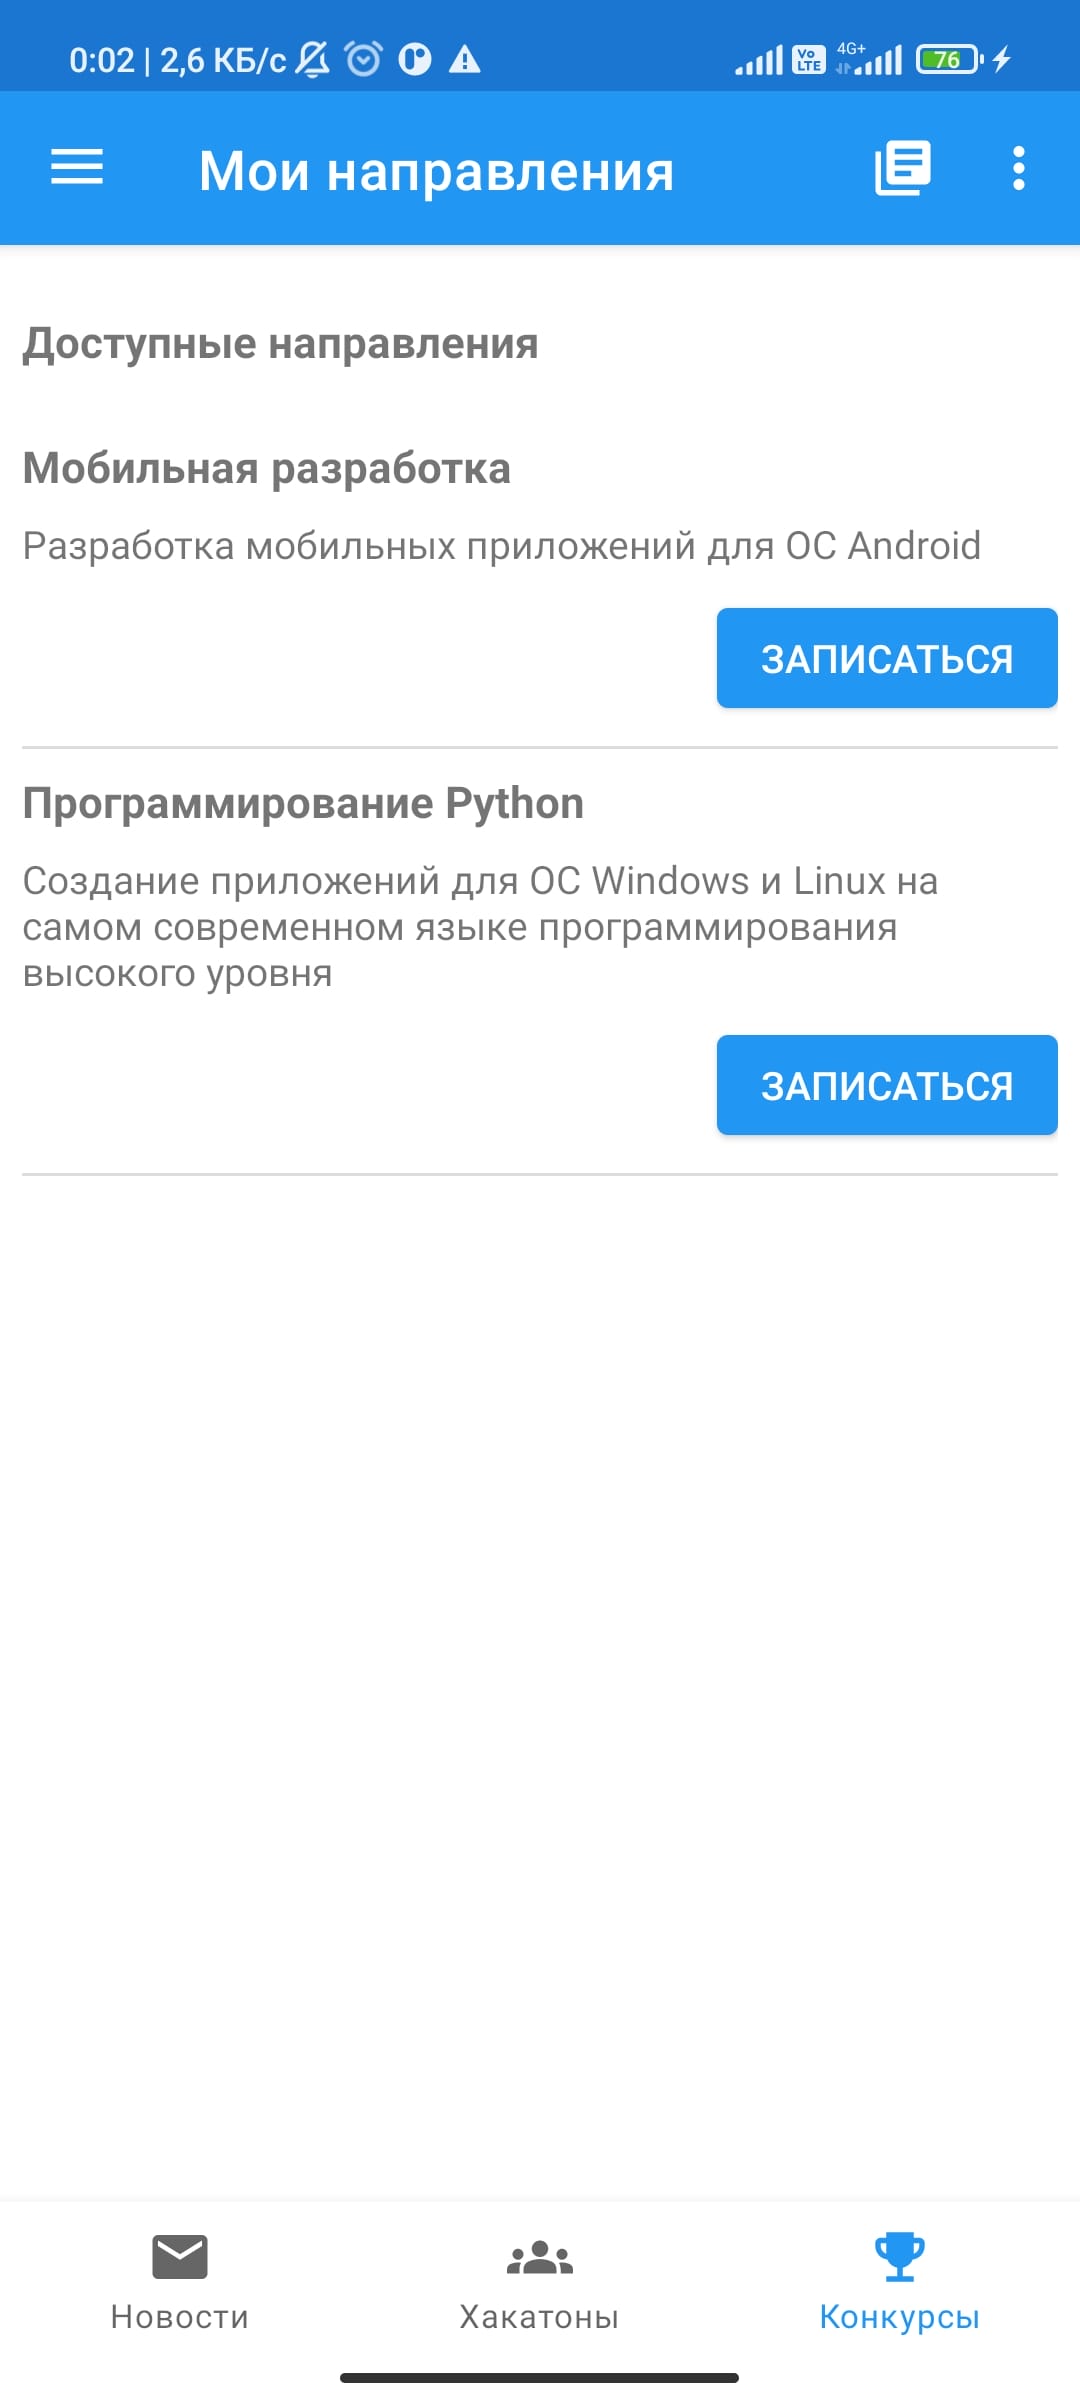 0:02 | 2,6 КБ/с
Vo LTE
4G+
76
Мои направления
Доступные направления
Мобильная разработка
Разработка мобильных приложений для ОС Android
ЗАПИСАТЬСЯ
Программирование Python
Создание приложений для ОС Windows и Linux на
самом современном языке программирования
высокого уровня
ЗАПИСАТЬСЯ
Новости
Хакатоны
Конкурсы